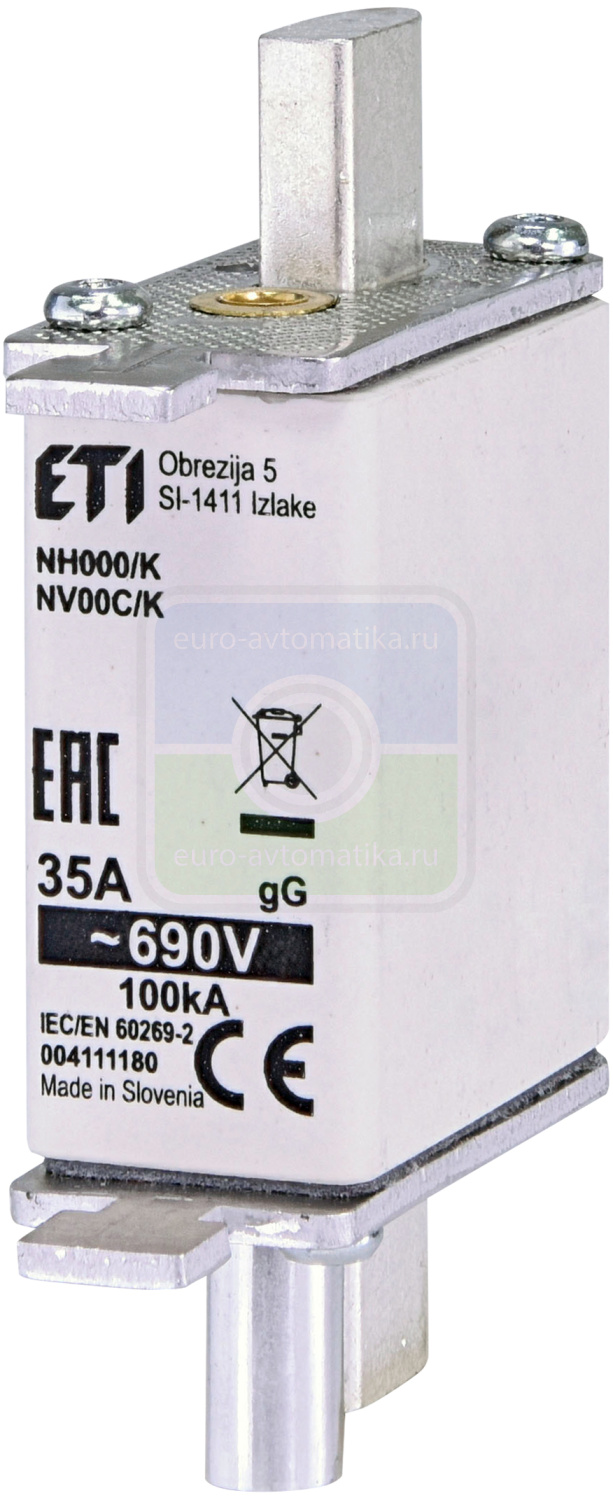 ETI
Obrezija 5
SI-1411 Izlake
NH000/K
NV00C/K
euro-avtomatika.ru
EAC
euro-avtomatika.ru
35A gG
~690V
100kA
IEC/EN 60269-2
004111180
Made in Slovenia
CE